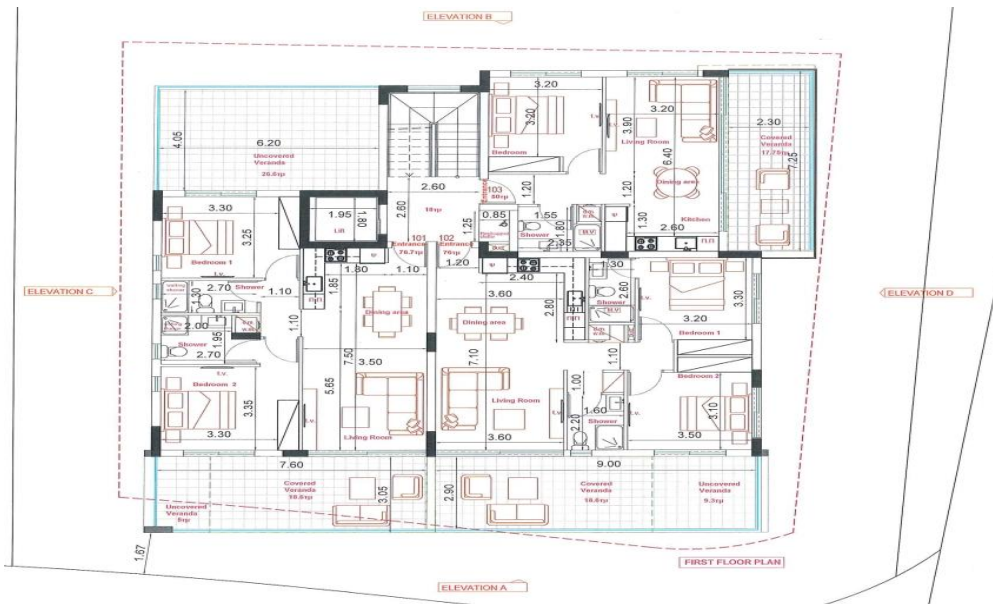 ELEVATION B
3.20
3.20
t.v.
t.v.
3.20
3.90
Living Room
2.30
Covered
Veranda
7.25
4.05
6.20
Uncovered
Veranda
Bedroom
6.40
Dining area
1.20
1.20
2.60
Entrance
103
2.60
0.85
1.55
1.80
2.35
Shower
1.30
2.60
Kitchen
ΠΠ
1.95
1.80
Lift
1.25
101
102
Entrance
Entrance
76.7τμ
76τμ
1.10
1.20
3.30
3.25
Bedroom 1
t.v.
1.85
ΠΠ
2.40
1.30
2.60
Shower
M.V
3.30
3.20
Bedroom 1
ELEVATION C
ELEVATION D
2.70
Shower
1.30
1.10
2.00
1.95
Shower
2.70
1.10
Dining area
7.50
3.50
3.60
2.80
ΠΠ
Dining area
7.10
5.65
t.v.
Bedroom 2
3.35
3.30
Living Room
Living Room
3.60
1.10
1.00
1.60
Shower
2.20
Bedroom 2
3.10
3.50
7.60
9.00
Covered
Veranda
3.05
2.90
Covered
Veranda
Uncovered
Veranda
Uncovered
Veranda
1.67
FIRST FLOOR PLAN
ELEVATION A